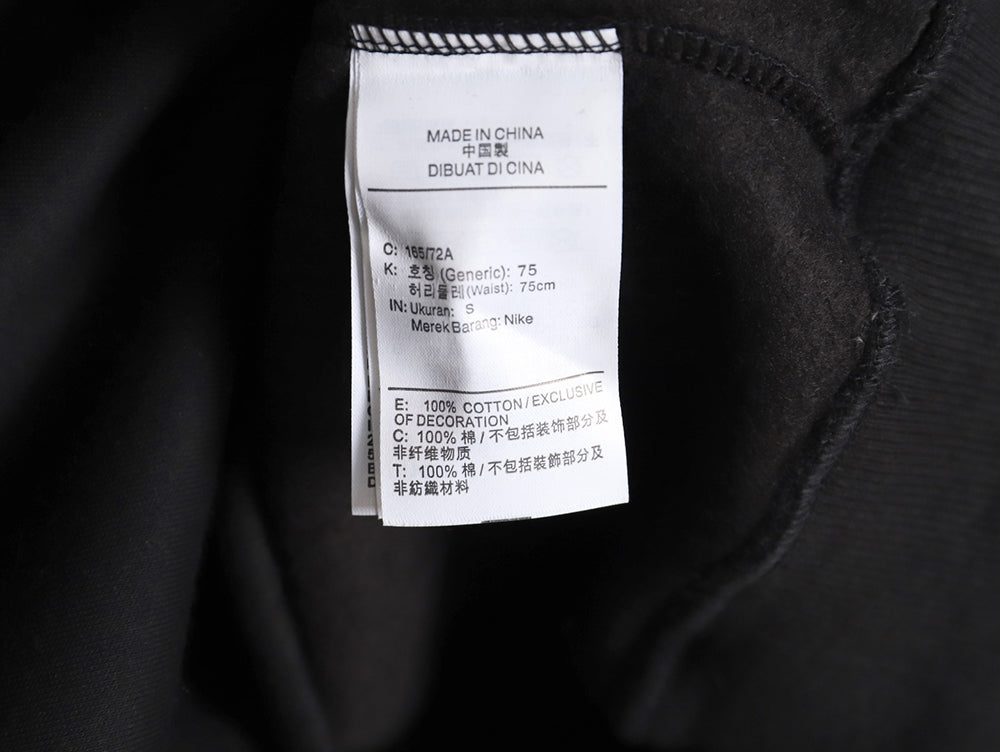 MADE IN CHINA
中国製
DIBUAT DI CINA
C: 165/72A
K: 호칭 (Generic): 75
허리둘레(Waist): 75cm
IN: Ukuran: S
Merek Barang: Nike
E: 100% COTTON / EXCLUSIVE
OF DECORATION
C: 100% 棉 / 不包括装饰部分及
非纤维物质
T: 100% 棉 / 不包括裝飾部分及
非紡織材料